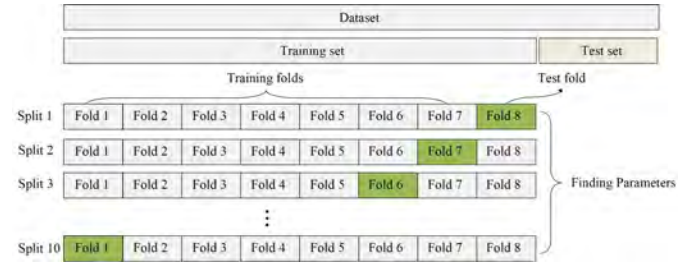 Dataset
Training set Test set
Training folds Test fold
Split 1 Fold 1 Fold 2 Fold 3 Fold 4 Fold 5 Fold 6 Fold 7 Fold 8
Split 2 Fold 1 Fold 2 Fold 3 Fold 4 Fold 5 Fold 6 Fold 7 Fold 8
Split 3 Fold 1 Fold 2 Fold 3 Fold 4 Fold 5 Fold 6 Fold 7 Fold 8
Finding Parameters
⋮
Split 10 Fold 1 Fold 2 Fold 3 Fold 4 Fold 5 Fold 6 Fold 7 Fold 8